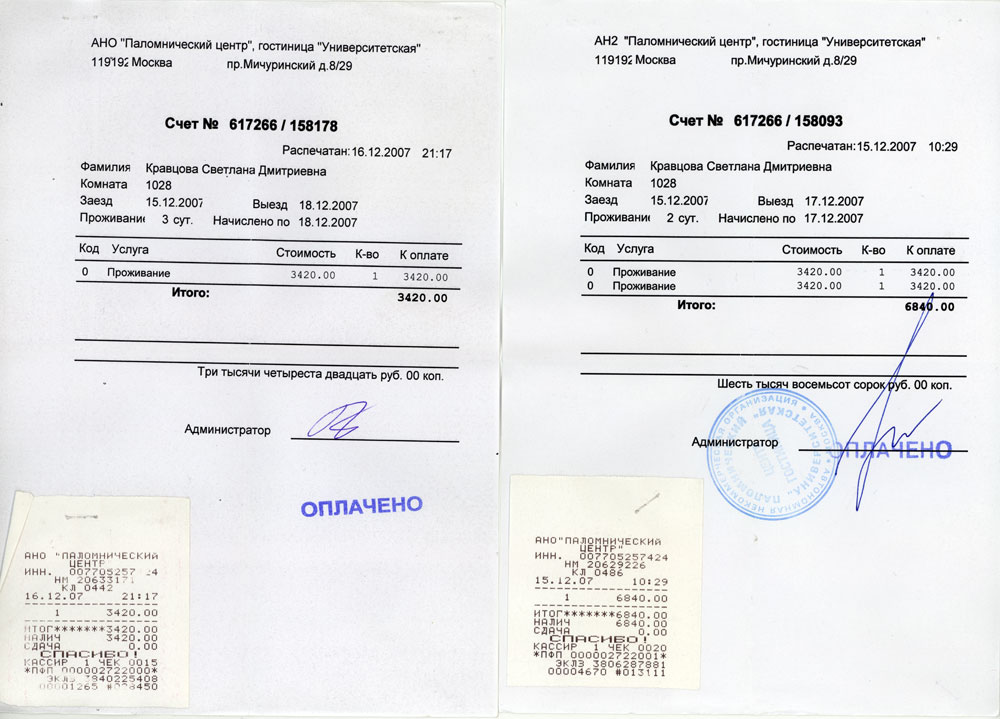 АНО "Паломнический центр", гостиница "Университетская"
119192 Москва пр.Мичуринский д.8/29
Счет № 617266 / 158178
Распечатан: 16.12.2007 21:17
Фамилия Кравцова Светлана Дмитриевна
Комната 1028
Заезд 15.12.2007 Выезд 18.12.2007
Проживание 3 сут. Начислено по 18.12.2007
Код Услуга Стоимость К-во К оплате
0 Проживание 3420.00 1 3420.00
Итого: 3420.00
Три тысячи четыреста двадцать руб. 00 коп.
Администратор
ОПЛАЧЕНО
АНО "ПАЛОМНИЧЕСКИЙ
ЦЕНТР
ИНН.
НМ
КЛ 0442
16.12.07 21:17
1 3420.00
ИТОГ*******3420.00
НАЛИЧ 3420.00
СДАЧА 0.00
СПАСИБО!
КАССИР 1 ЧЕК 0015
*ПФП 000002722000*
ЭКЛЗ 3840225408
00001265
АН2 "Паломнический центр", гостиница "Университетская"
119192 Москва пр.Мичуринский д.8/29
Счет № 617266 / 158093
Распечатан: 15.12.2007 10:29
Фамилия Кравцова Светлана Дмитриевна
Комната 1028
Заезд 15.12.2007 Выезд 17.12.2007
Проживание 2 сут. Начислено по 17.12.2007
Код Услуга Стоимость К-во К оплате
0 Проживание 3420.00 1 3420.00
0 Проживание 3420.00 1 3420.00
Итого: 6840.00
Шесть тысяч восемьсот сорок руб. 00 коп.
Администратор
ОПЛАЧЕНО
АНО"ПАЛОМНИЧЕСКИЙ
ЦЕНТР"
ИНН. 007705257424
НМ 20629226
КЛ 0486
15.12.07 10:29
1 6840.00
ИТОГ*******6840.00
НАЛИЧ 6840.00
СДАЧА 0.00
СПАСИБО!
КАССИР 1 ЧЕК 0020
*ПФП 000002722001*
ЭКЛЗ 3806287881
00004670 #013111